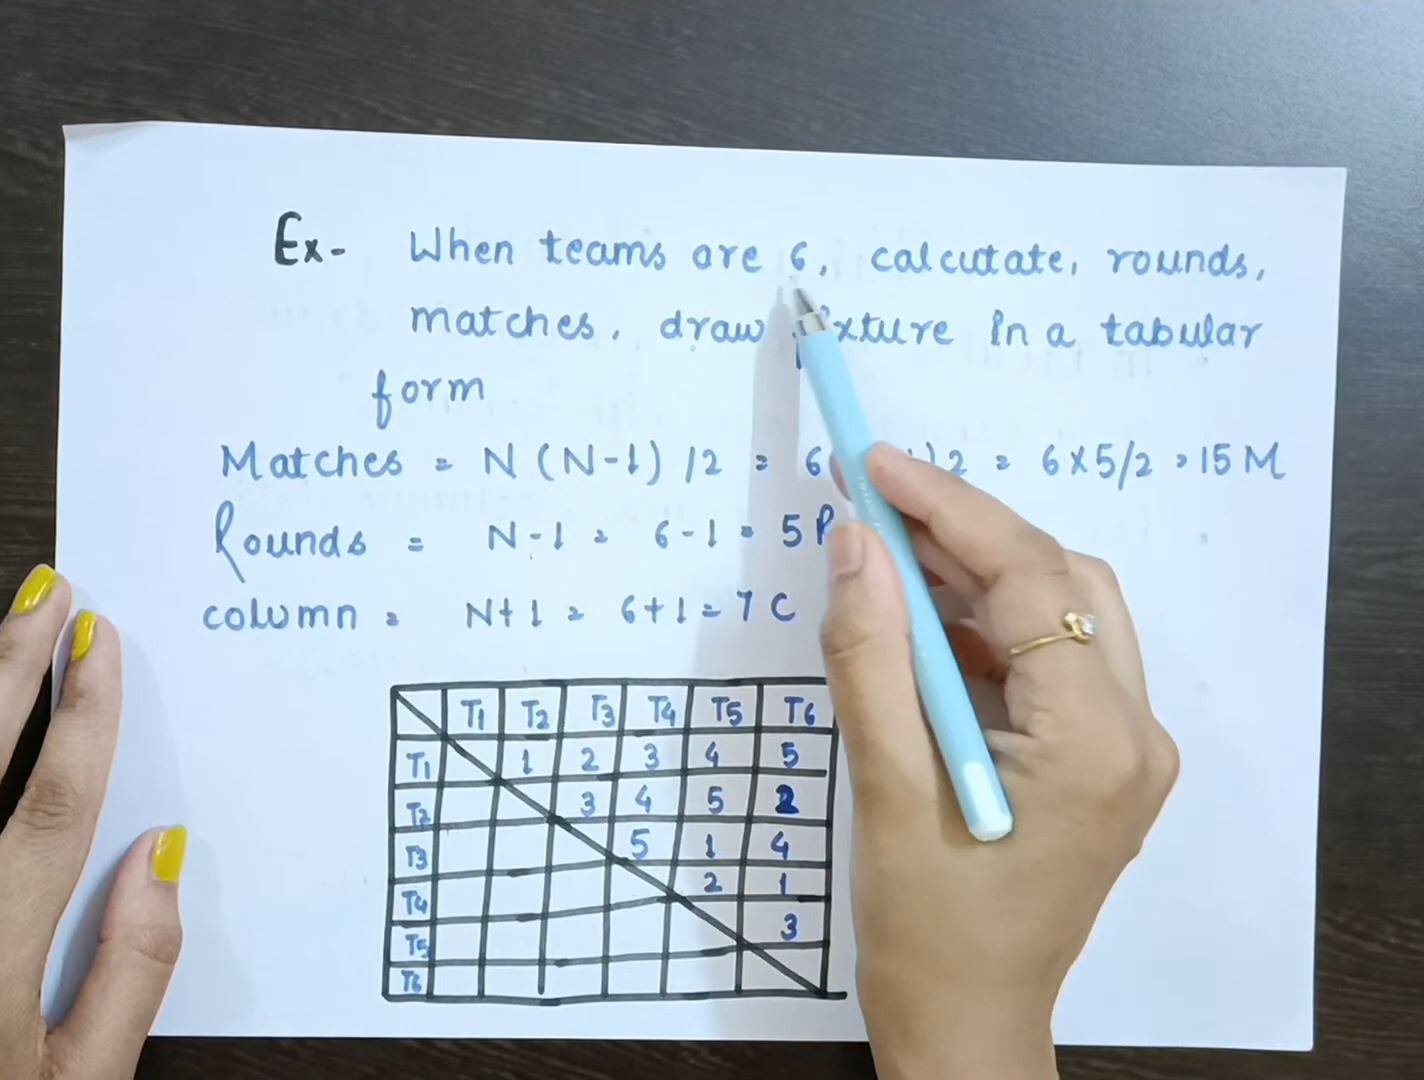 Ex- When teams are 6, calcutate, rounds,
matches, draw fixture in a tabular
form
Matches = N (N-1) /2 = 6 ) 2 = 6X5/2 = 15 M
Rounds = N-1 = 6-1 = 5 R
column = N+1 = 6+1 = 7 C
T1 T2 T3 T4 T5 T6
T1 1 2 3 4 5
T2 3 4 5 2
T3 5 1 4
T4 2 1
T5 3
T6